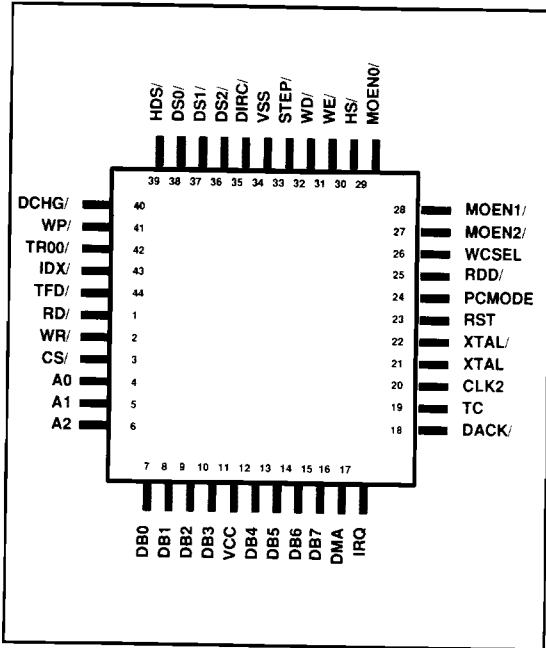 HDS/ DS0/ DS1/ DS2/ DIRC/ VSS STEP/ WD/ WE/ HS/ MOEN0/
39 38 37 36 35 34 33 32 31 30 29
DCHG/ 40 28 MOEN1/
WP/ 41 27 MOEN2/
TR00/ 42 26 WCSEL
IDX/ 43 25 RDD/
TFD/ 44 24 PCMODE
RD/ 1 23 RST
WR/ 2 22 XTAL/
CS/ 3 21 XTAL
A0 4 20 CLK2
A1 5 19 TC
A2 6 18 DACK/
7 8 9 10 11 12 13 14 15 16 17
DB0 DB1 DB2 DB3 VCC DB4 DB5 DB6 DB7 DMA IRQ